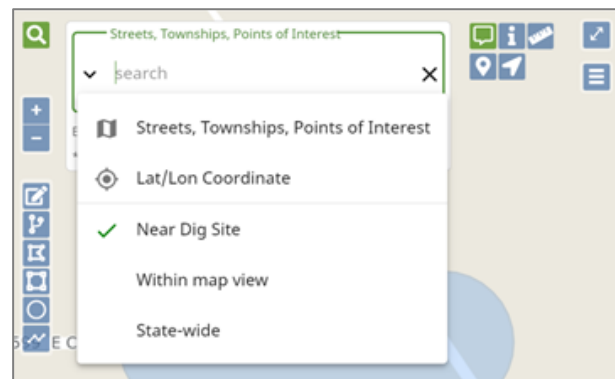 Streets, Townships, Points of Interest
search
Streets, Townships, Points of Interest
Lat/Lon Coordinate
Near Dig Site
Within map view
State-wide
E C